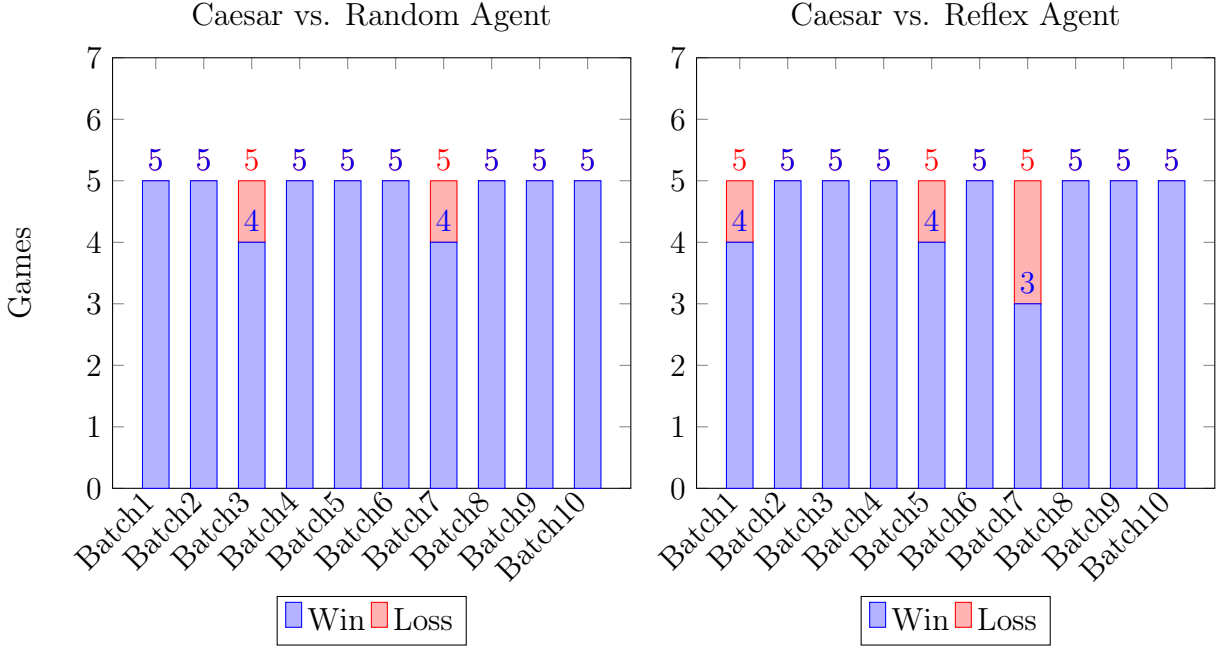 Caesar vs. Random Agent
7
6
5
4
3
2
1
0
Games
5 5 5 5 5 5 5 5 5 5
4 4
Batch1
Batch2
Batch3
Batch4
Batch5
Batch6
Batch7
Batch8
Batch9
Batch10
Win Loss
Caesar vs. Reflex Agent
7
6
5
4
3
2
1
0
5 5 5 5 5 5 5 5 5 5
4 4
3
Batch1
Batch2
Batch3
Batch4
Batch5
Batch6
Batch7
Batch8
Batch9
Batch10
Win Loss